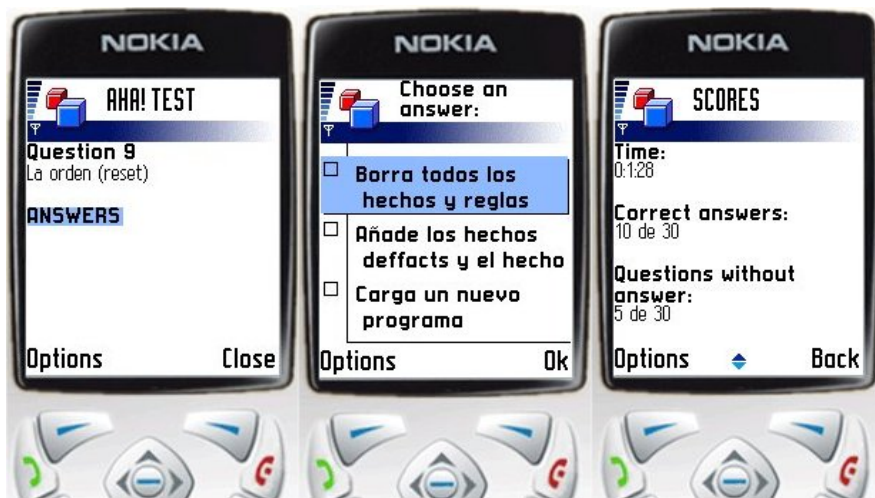 NOKIA
AHA! TEST
Question 9
La orden (reset)
ANSWERS
Options Close
NOKIA
Choose an
answer:
Borra todos los
hechos y reglas
Añade los hechos
deffacts y el hecho
Carga un nuevo
programa
Options Ok
NOKIA
SCORES
Time:
0:1:28
Correct answers:
10 de 30
Questions without
answer:
5 de 30
Options Back